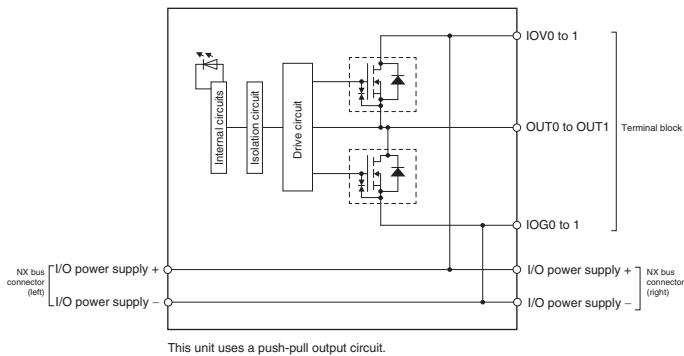 IOV0 to 1
Internal circuits
Isolation circuit
Drive circuit
OUT0 to OUT1
Terminal block
IOG0 to 1
NX bus
connector
(left)
I/O power supply +
I/O power supply −
I/O power supply +
I/O power supply −
NX bus
connector
(right)
This unit uses a push-pull output circuit.